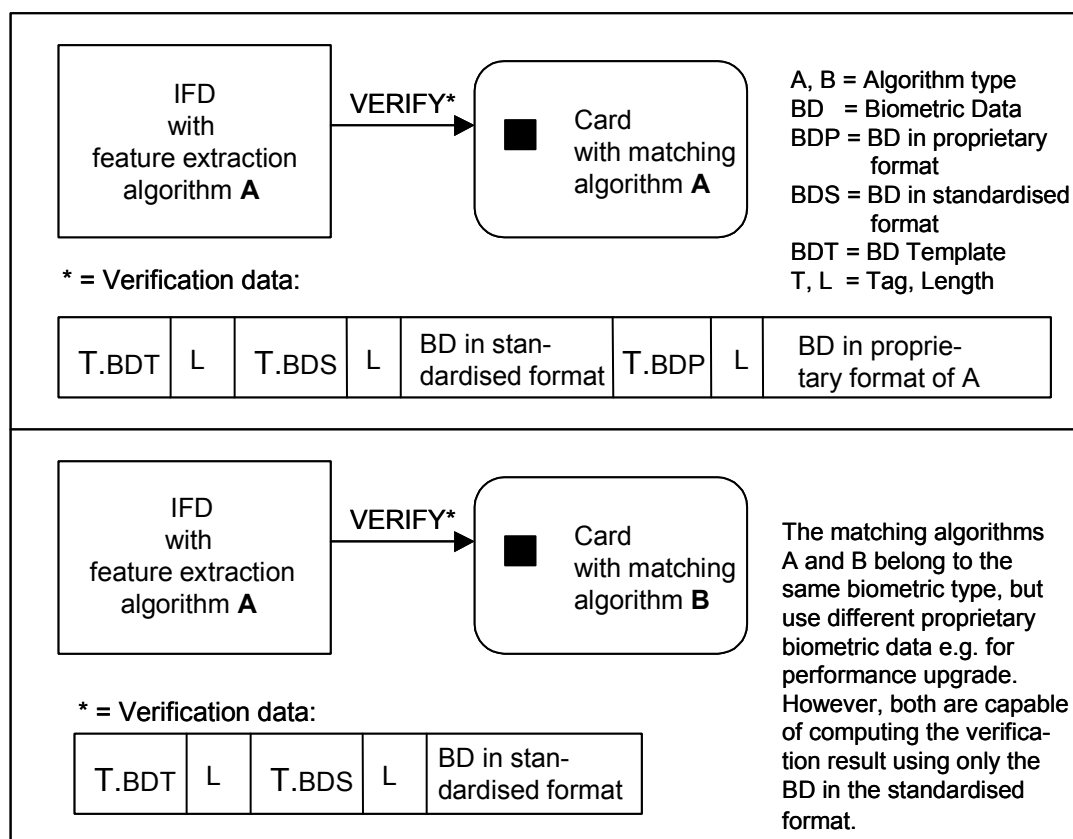 IFD
with
feature extraction
algorithm A
VERIFY*
Card
with matching
algorithm A
A, B = Algorithm type
BD = Biometric Data
BDP = BD in proprietary
format
BDS = BD in standardised
format
BDT = BD Template
T, L = Tag, Length
* = Verification data:
T.BDT L T.BDS L BD in stan-
dardised format T.BDP L BD in proprie-
tary format of A
IFD
with
feature extraction
algorithm A
VERIFY*
Card
with matching
algorithm B
The matching algorithms
A and B belong to the
same biometric type, but
use different proprietary
biometric data e.g. for
performance upgrade.
However, both are capable
of computing the verifica-
tion result using only the
BD in the standardised
format.
* = Verification data:
T.BDT L T.BDS L BD in stan-
dardised format